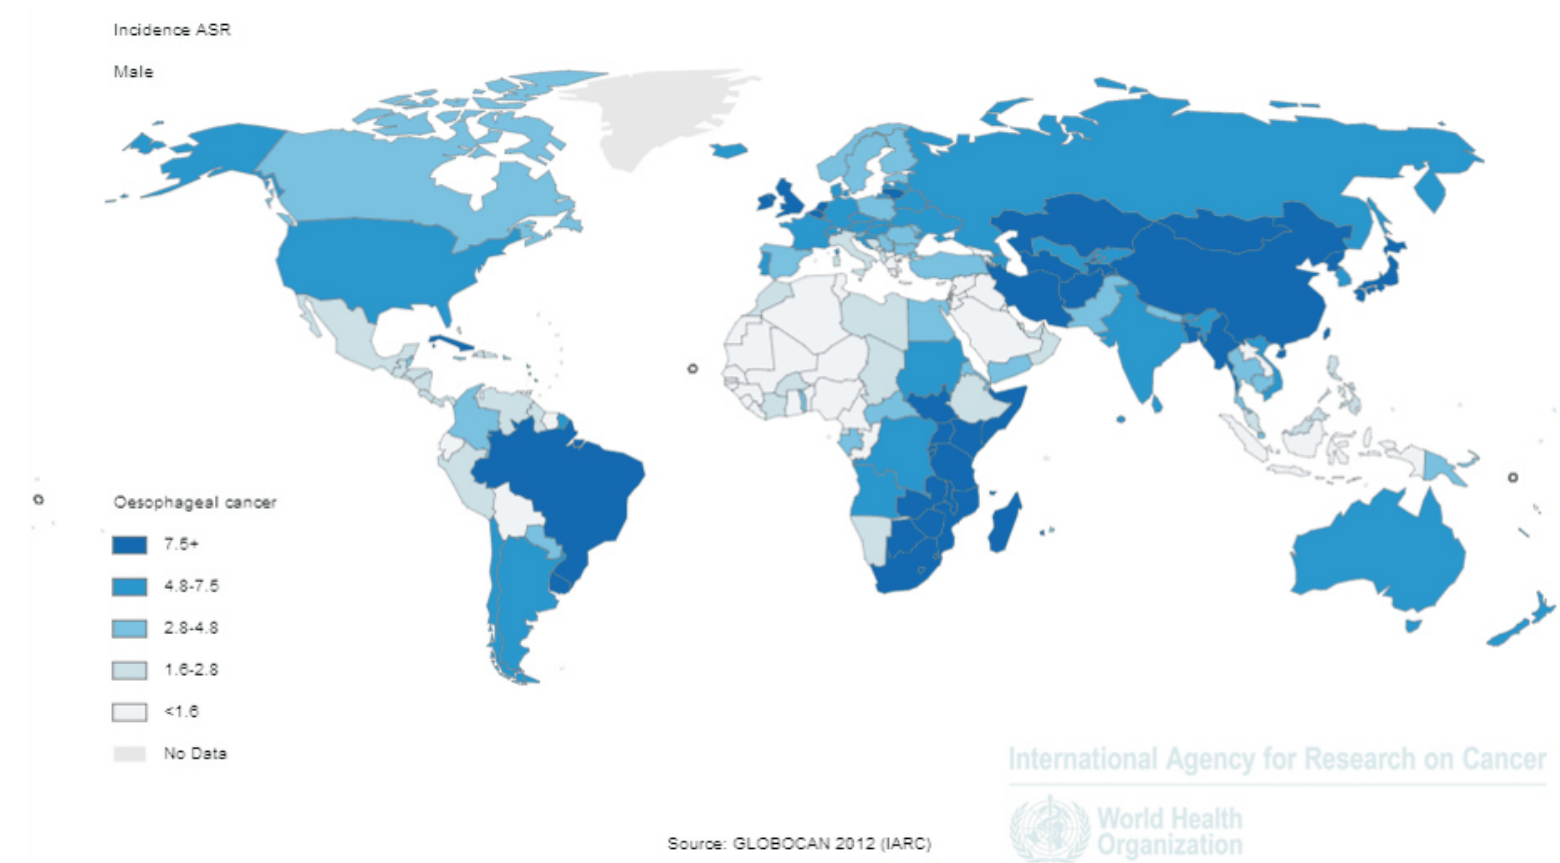 Incidence ASR
Male
Oesophageal cancer
7.5+
4.8-7.5
2.8-4.8
1.6-2.8
<1.6
No Data
International Agency for Research on Cancer
World Health
Organization
Source: GLOBOCAN 2012 (IARC)